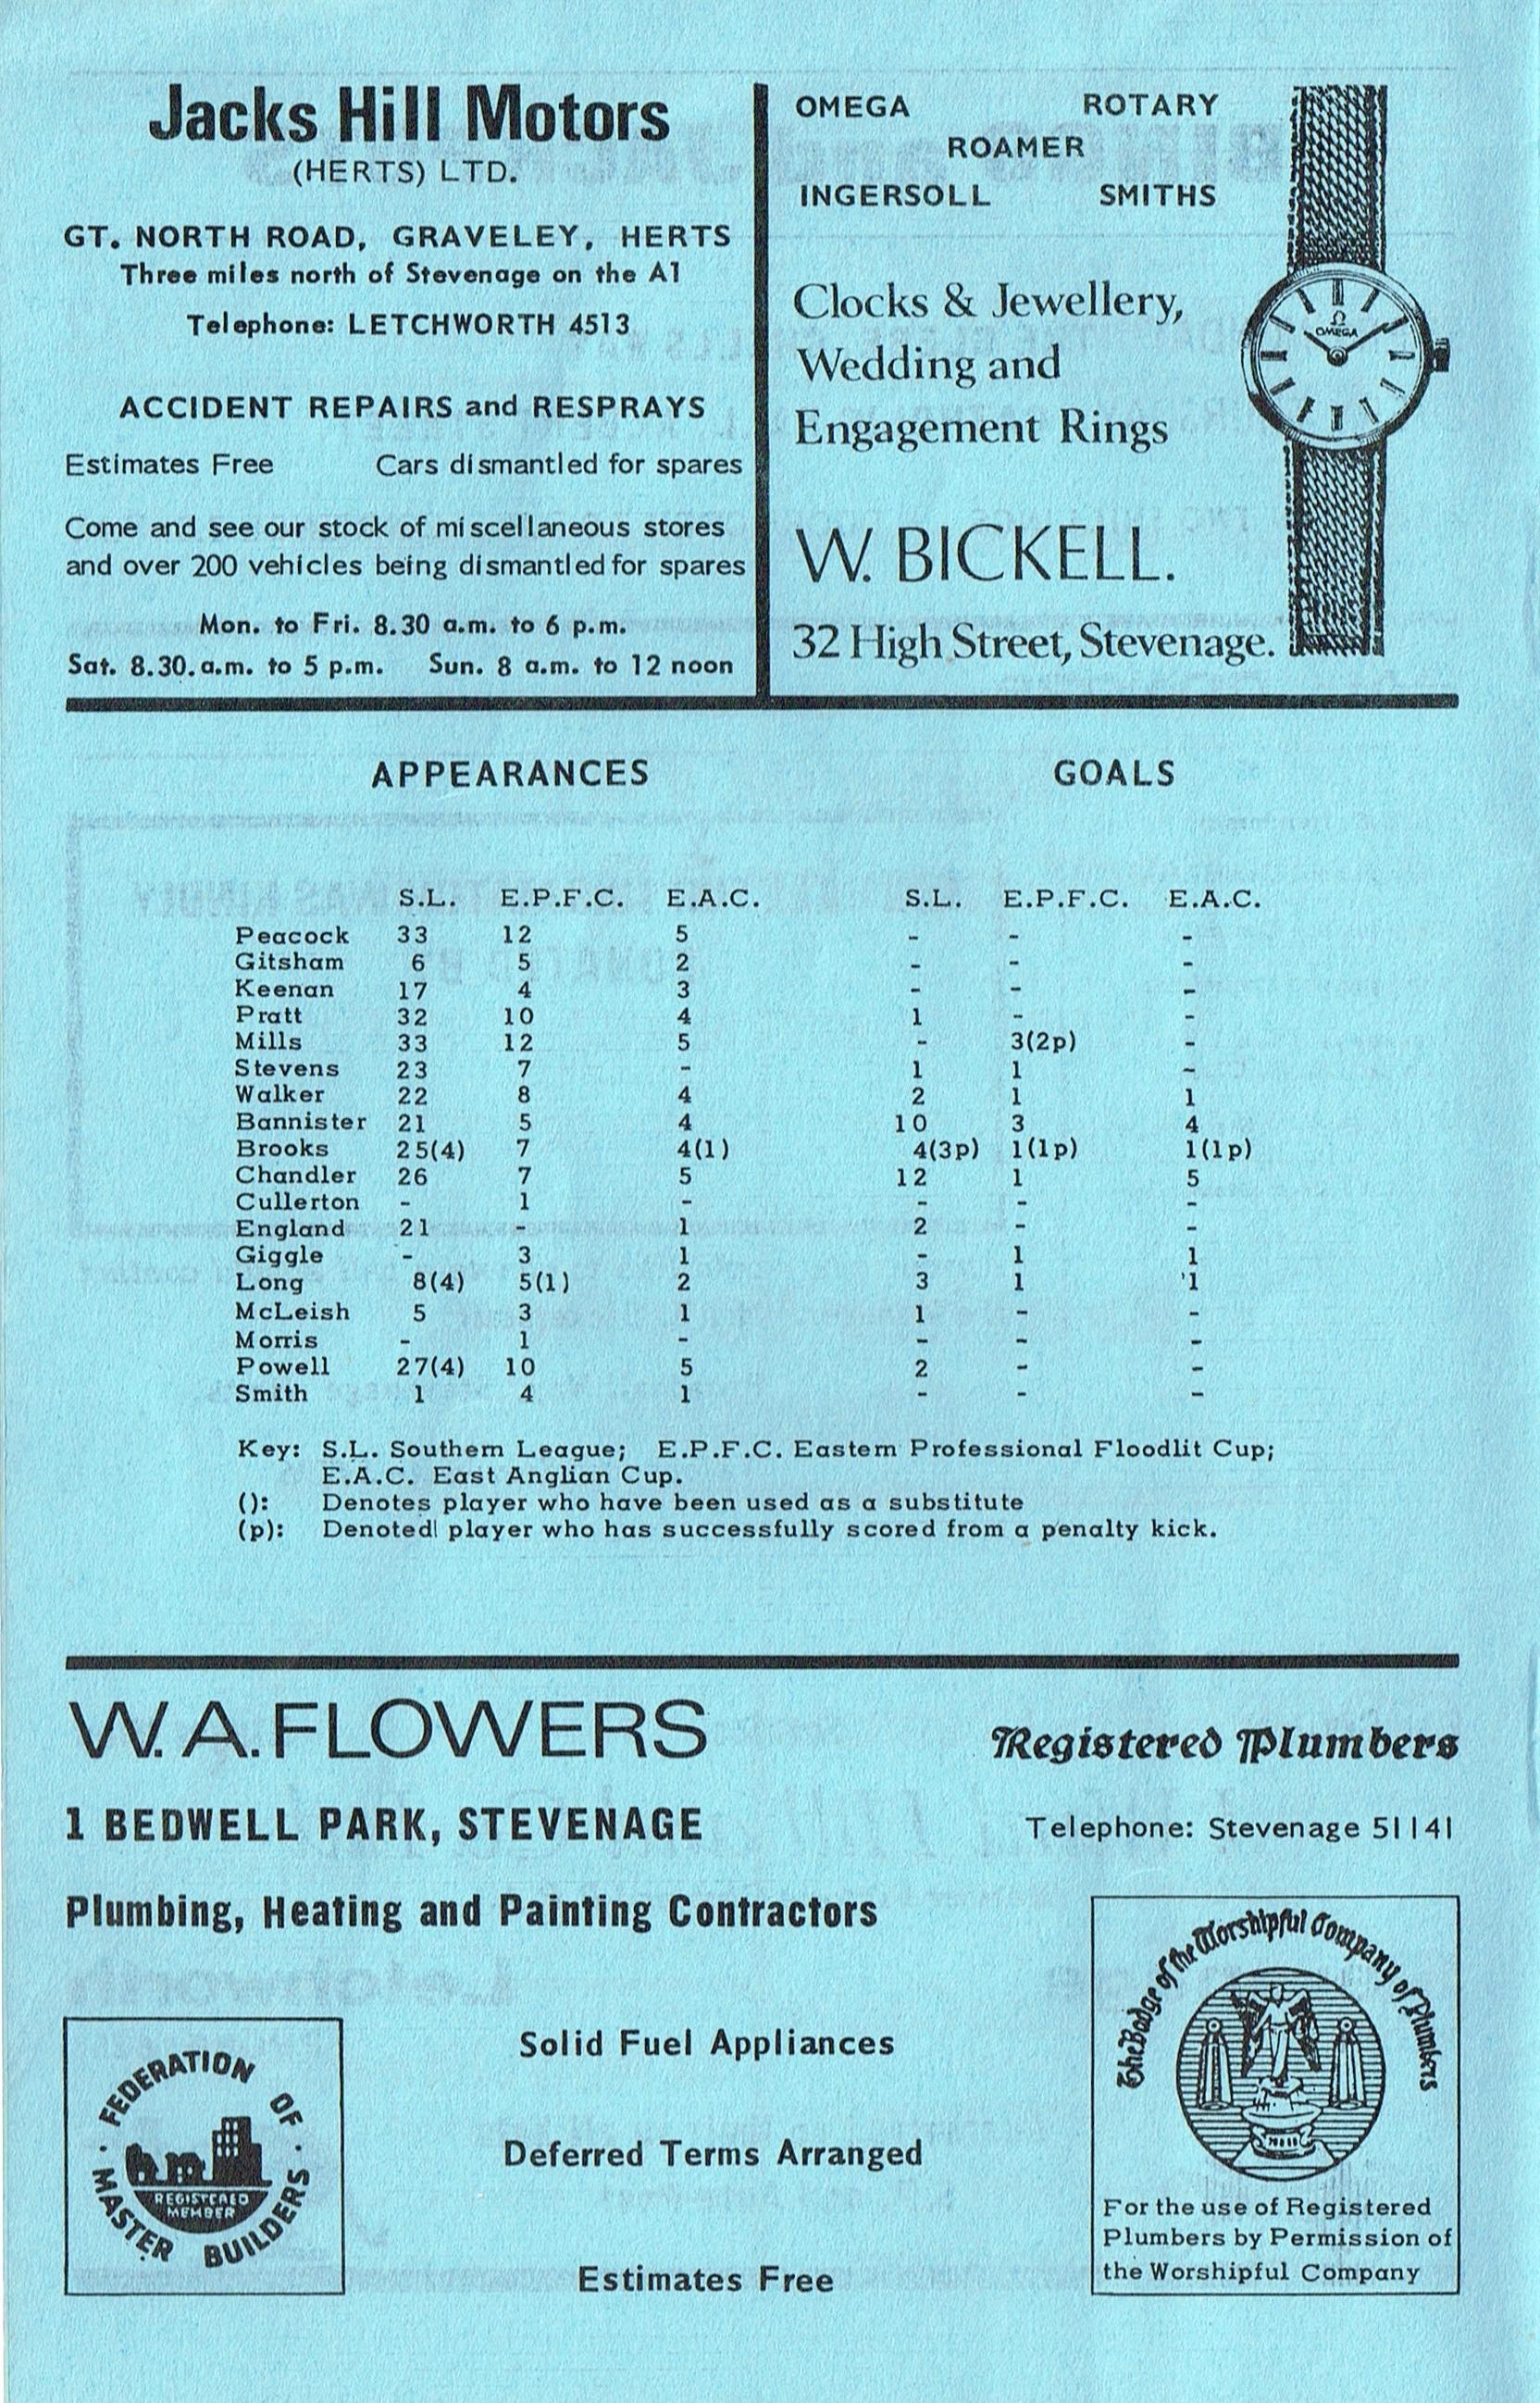 Jacks Hill Motors
(HERTS) LTD.
GT. NORTH ROAD, GRAVELEY, HERTS
Three miles north of Stevenage on the A1
Telephone: LETCHWORTH 4513
ACCIDENT REPAIRS and RESPRAYS
Estimates Free Cars dismantled for spares
Come and see our stock of miscellaneous stores
and over 200 vehicles being dismantled for spares
Mon. to Fri. 8.30 a.m. to 6 p.m.
Sat. 8.30.a.m. to 5 p.m. Sun. 8 a.m. to 12 noon
OMEGA ROTARY
ROAMER
INGERSOLL SMITHS
Clocks & Jewellery,
Wedding and
Engagement Rings
W. BICKELL.
32 High Street, Stevenage.
Ω
OMEGA
APPEARANCES GOALS
S.L. E.P.F.C. E.A.C. S.L. E.P.F.C. E.A.C.
Peacock 33 12 5 - - -
Gitsham 6 5 2 - - -
Keenan 17 4 3 - - -
Pratt 32 10 4 1 - -
Mills 33 12 5 - 3(2p) -
Stevens 23 7 - 1 1 -
Walker 22 8 4 2 1 1
Bannister 21 5 4 10 3 4
Brooks 25(4) 7 4(1) 4(3p) 1(1p) 1(1p)
Chandler 26 7 5 12 1 5
Cullerton - 1 - - - -
England 21 - 1 2 - -
Giggle - 3 1 - 1 1
Long 8(4) 5(1) 2 3 1 '1
McLeish 5 3 1 1 - -
Morris - 1 - - - -
Powell 27(4) 10 5 2 - -
Smith 1 4 1 - - -
Key: S.L. Southern League; E.P.F.C. Eastern Professional Floodlit Cup;
E.A.C. East Anglian Cup.
(): Denotes player who have been used as a substitute
(p): Denoted player who has successfully scored from a penalty kick.
W. A. FLOWERS
Registered Plumbers
1 BEDWELL PARK, STEVENAGE
Telephone: Stevenage 51141
Plumbing, Heating and Painting Contractors
FEDERATION OF
MASTER BUILDERS
REGISTERED
MEMBER
Solid Fuel Appliances
Deferred Terms Arranged
Estimates Free
The Badge of the Worshipful Company of Plumbers
For the use of Registered
Plumbers by Permission of
the Worshipful Company